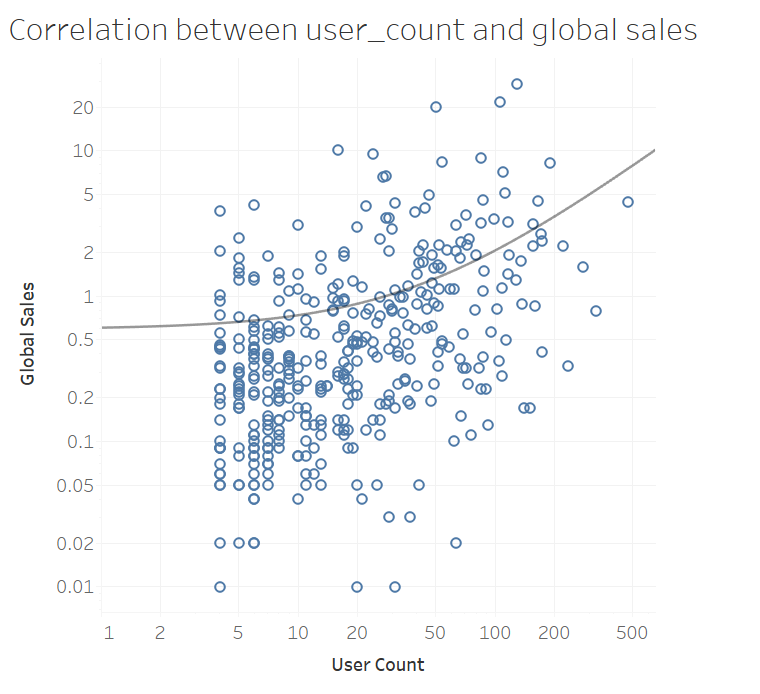 Correlation between user_count and global sales
20
10
5
2
1
0.5
0.2
0.1
0.05
0.02
0.01
Global Sales
1 2 5 10 20 50 100 200 500
User Count